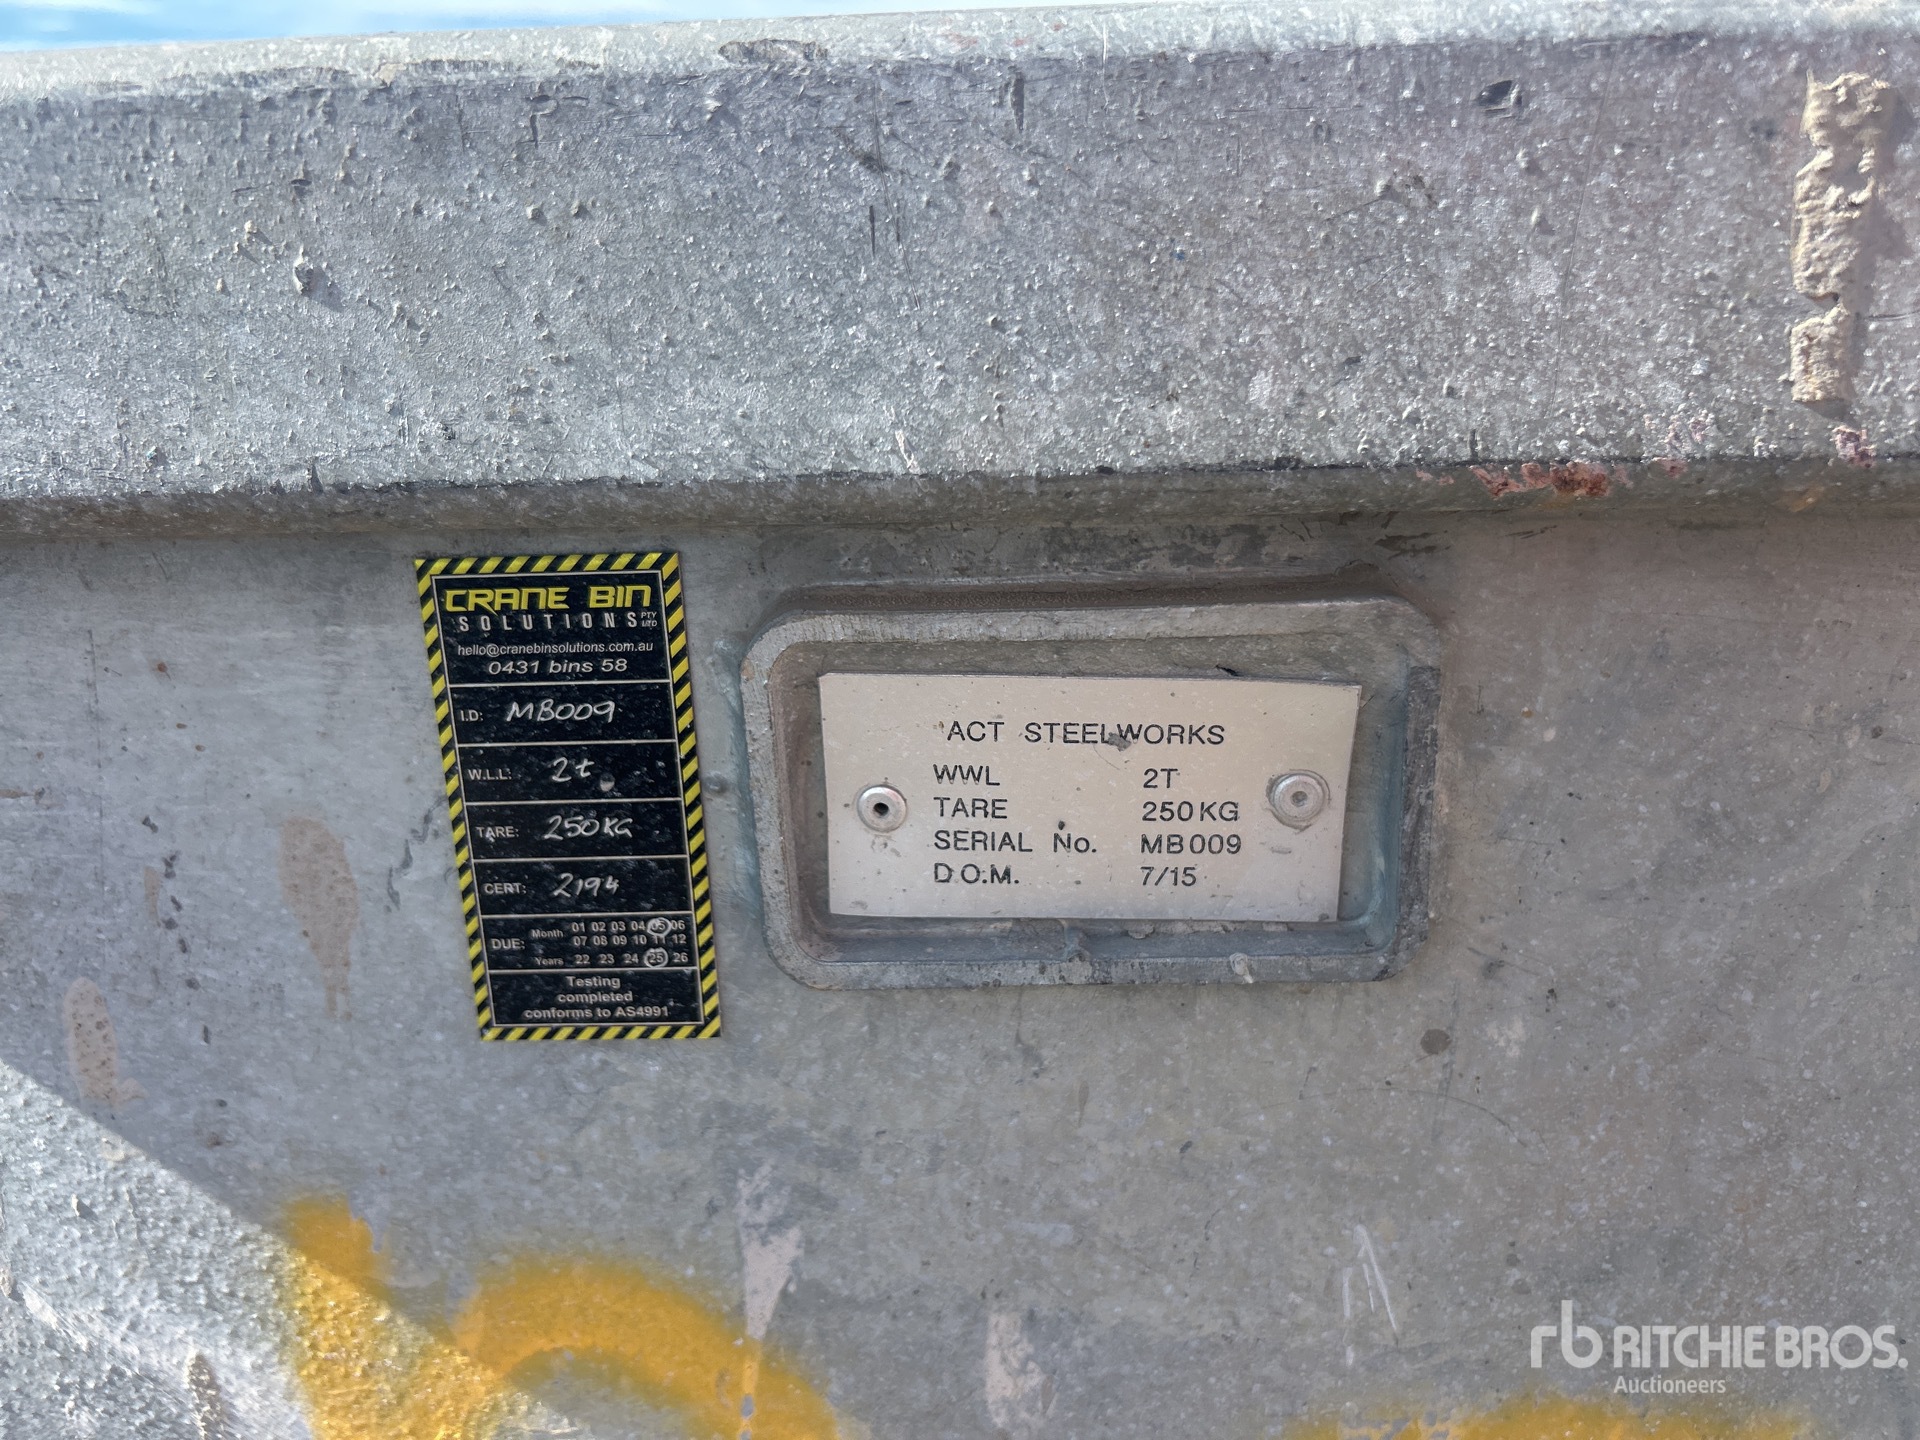 CRANE BIN
SOLUTIONS PTY LTD
hello@cranebinsolutions.com.au
0431 bins 58
I.D: MB009
W.L.L: 2t
TARE: 250KG
CERT: 2194
DUE: Month 01 02 03 04 05 06
07 08 09 10 11 12
Years 22 23 24 25 26
Testing
completed
conforms to AS4991
ACT STEELWORKS
WWL 2T
TARE 250KG
SERIAL No. MB009
D.O.M. 7/15
rb RITCHIE BROS.
Auctioneers